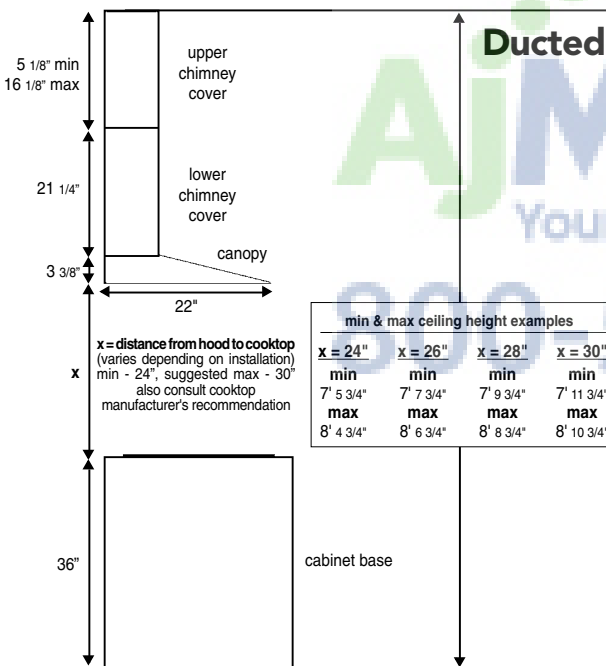 Ducted
5 1/8" min
16 1/8" max
upper
chimney
cover
21 1/4"
lower
chimney
cover
canopy
3 3/8"
22"
x
x = distance from hood to cooktop
(varies depending on installation)
min - 24", suggested max - 30"
also consult cooktop
manufacturer's recommendation
min & max ceiling height examples
x = 24" x = 26" x = 28" x = 30"
min min min min
7' 5 3/4" 7' 7 3/4" 7' 9 3/4" 7' 11 3/4"
max max max max
8' 4 3/4" 8' 6 3/4" 8' 8 3/4" 8' 10 3/4"
36"
cabinet base
Your
800-